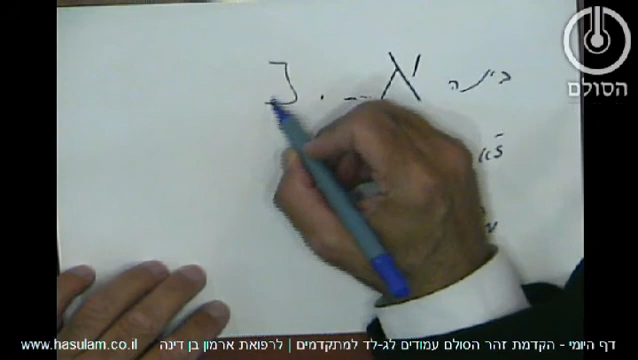 הסולם
בינה
א
ז"א
דף היומי - הקדמת זהר הסולם עמודים לג-לד למתקדמים | לרפואת ארמון בן דינה
www.hasulam.co.il